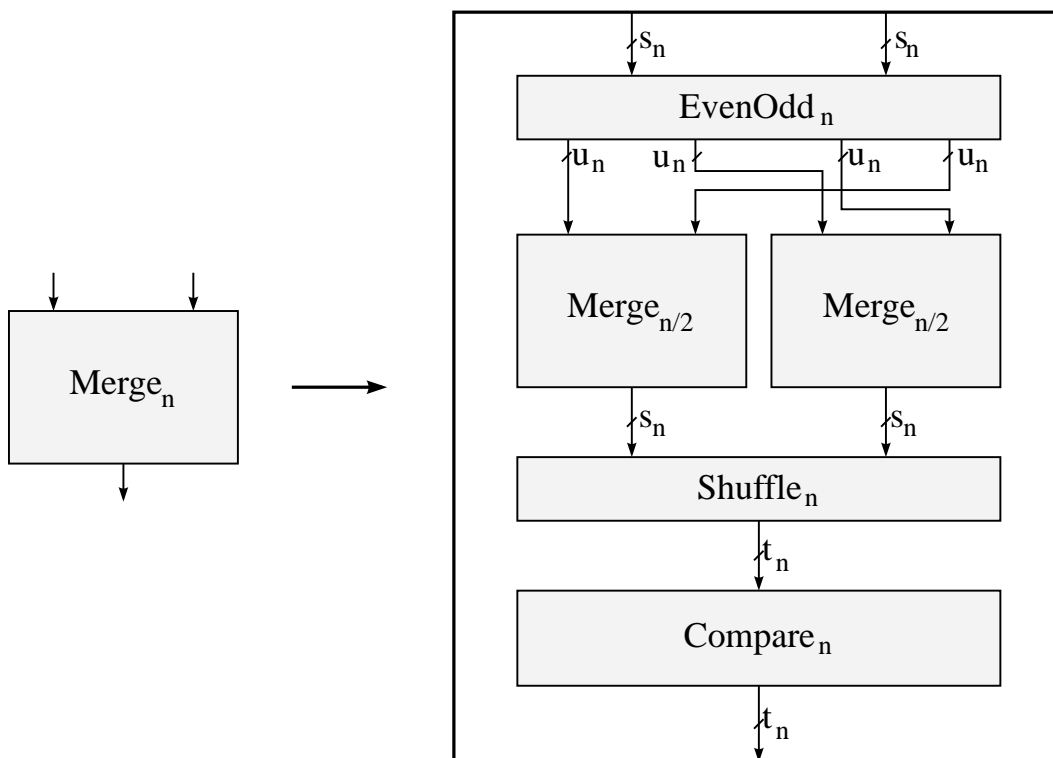 s_n s_n
EvenOdd_n
u_n u_n u_n u_n
Merge_n/2 Merge_n/2
Merge_n
s_n s_n
Shuffle_n
t_n
Compare_n
t_n